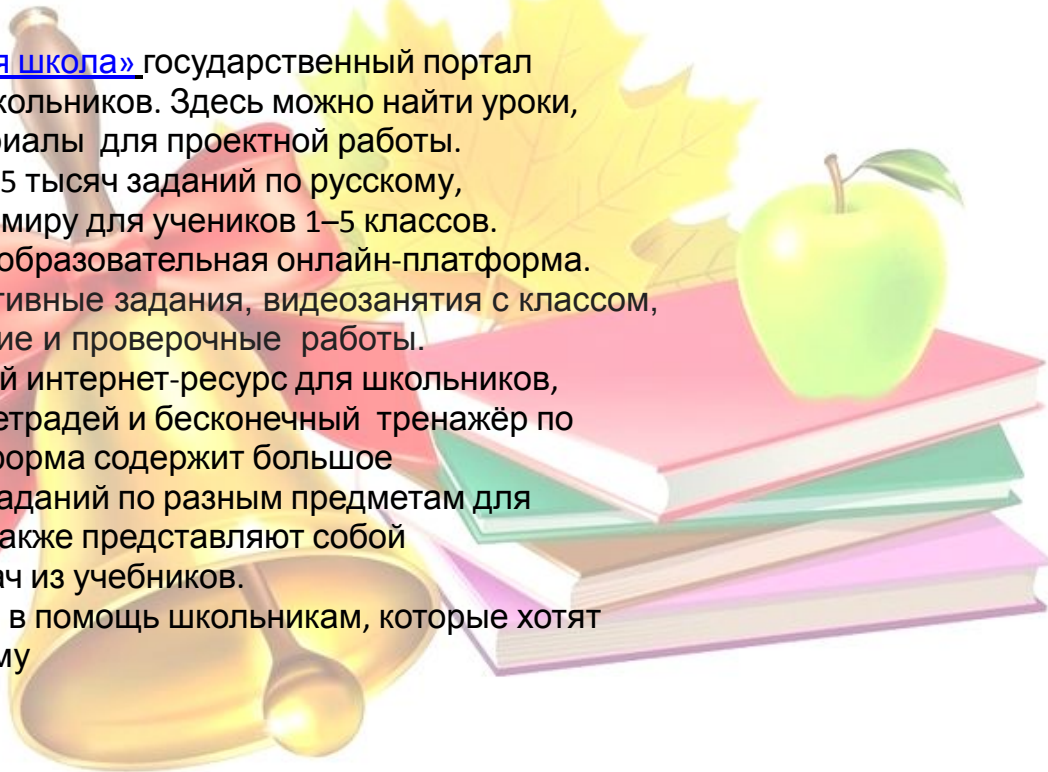 я школа» государственный портал
кольников. Здесь можно найти уроки,
риалы для проектной работы.
5 тысяч заданий по русскому,
миру для учеников 1–5 классов.
образовательная онлайн-платформа.
тивные задания, видеозанятия с классом,
ие и проверочные работы.
й интернет-ресурс для школьников,
етрадей и бесконечный тренажёр по
орма содержит большое
аданий по разным предметам для
акже представляют собой
ач из учебников.
в помощь школьникам, которые хотят
му